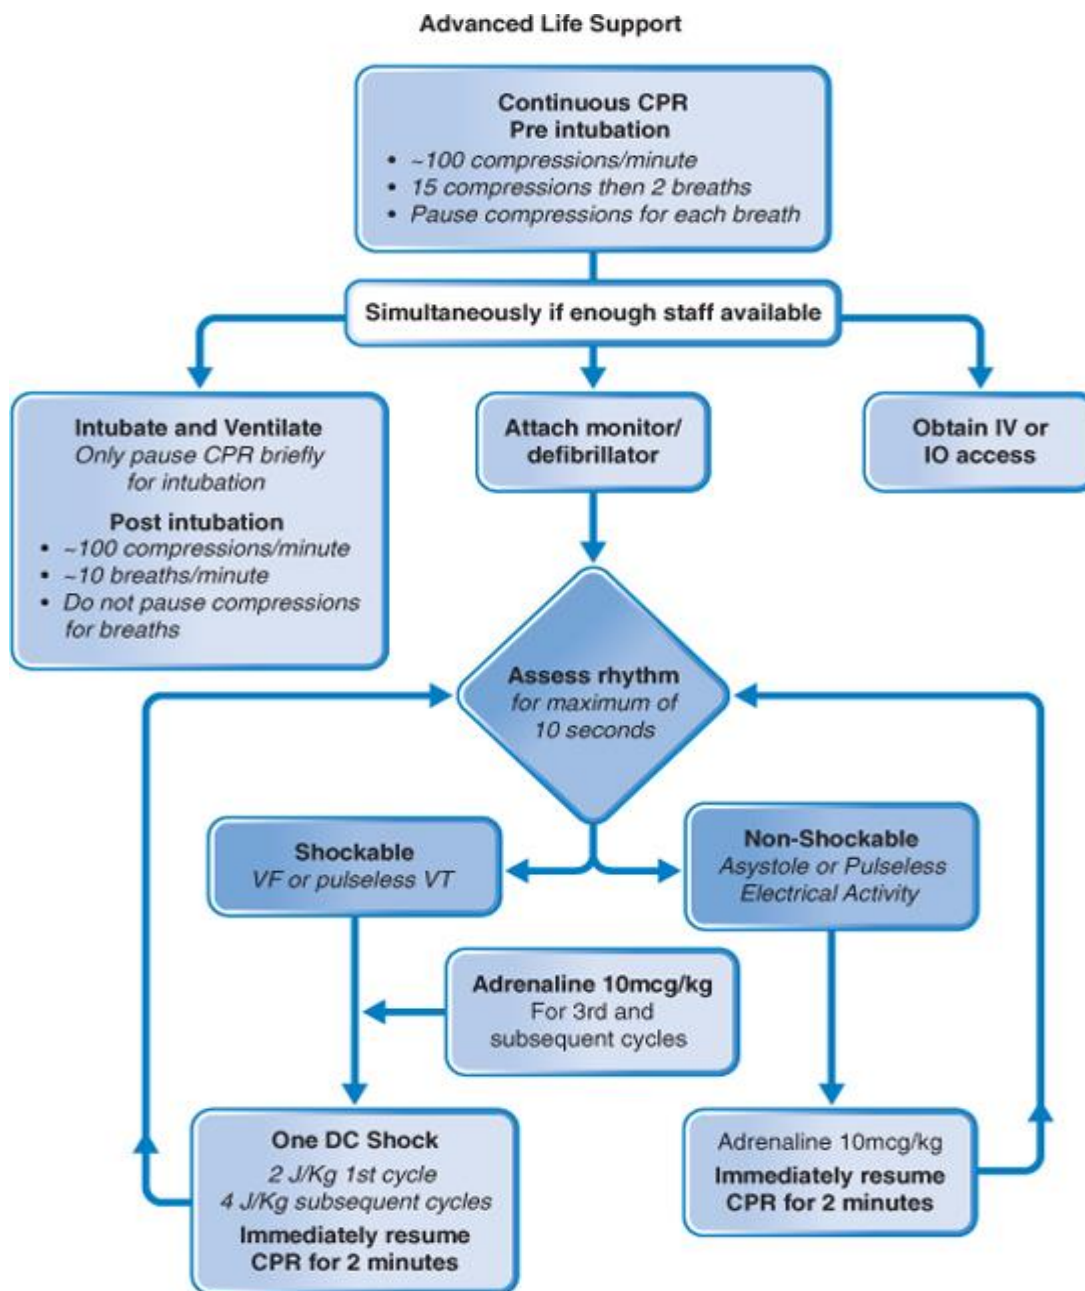 Advanced Life Support
Continuous CPR
Pre intubation
• ~100 compressions/minute
• 15 compressions then 2 breaths
• Pause compressions for each breath
Simultaneously if enough staff available
Intubate and Ventilate
Only pause CPR briefly
for intubation
Post intubation
• ~100 compressions/minute
• ~10 breaths/minute
• Do not pause compressions
for breaths
Attach monitor/
defibrillator
Obtain IV or
IO access
Assess rhythm
for maximum of
10 seconds
Shockable
VF or pulseless VT
Non-Shockable
Asystole or Pulseless
Electrical Activity
Adrenaline 10mcg/kg
For 3rd and
subsequent cycles
One DC Shock
2 J/Kg 1st cycle
4 J/Kg subsequent cycles
Immediately resume
CPR for 2 minutes
Adrenaline 10mcg/kg
Immediately resume
CPR for 2 minutes